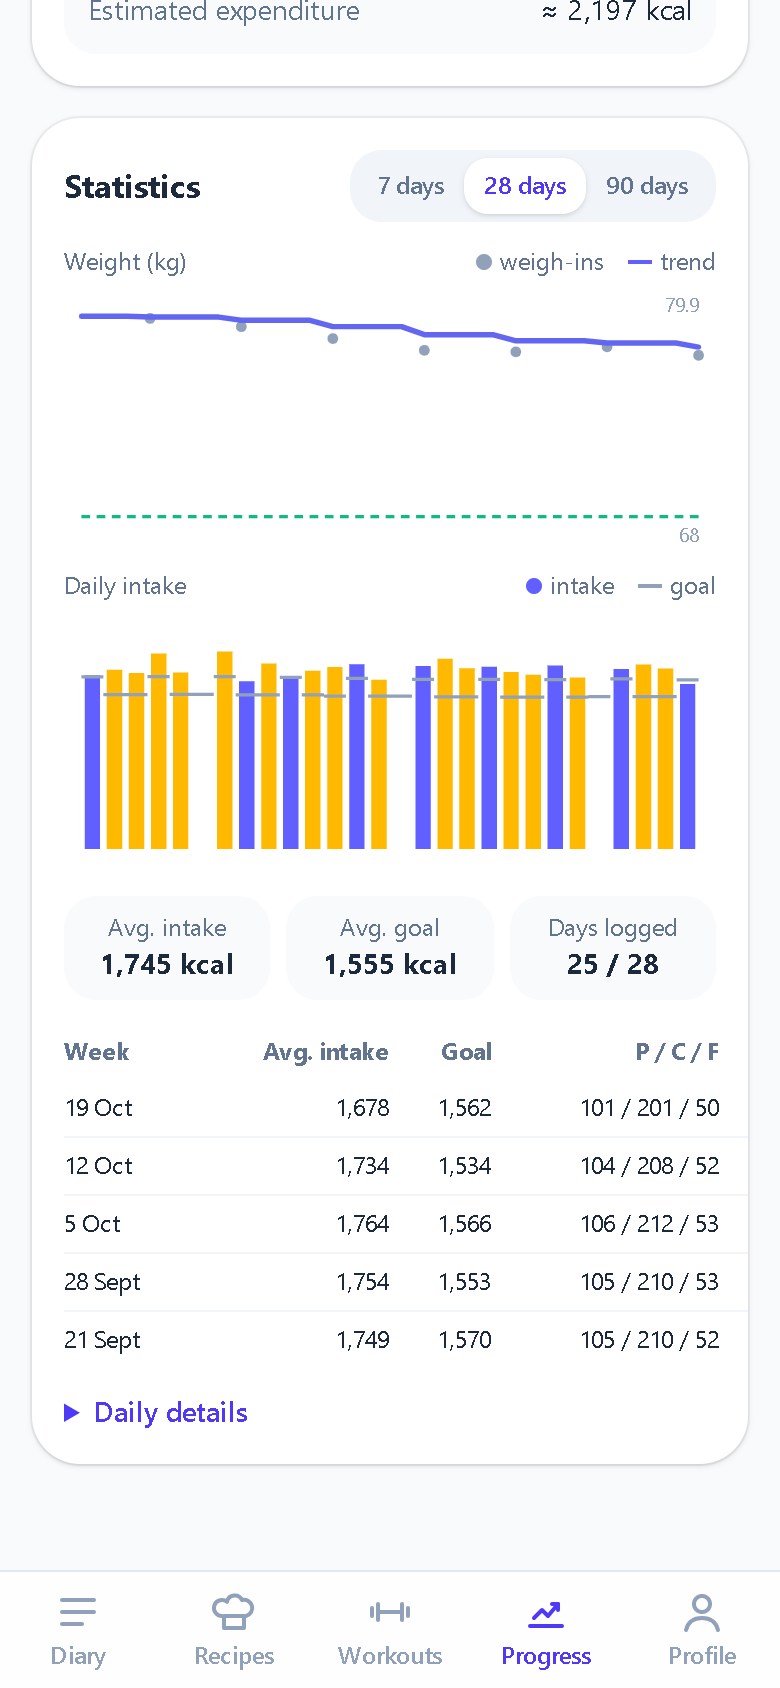 Estimated expenditure ≈ 2,197 kcal
Statistics 7 days 28 days 90 days
Weight (kg) weigh-ins trend
79.9
68
Daily intake intake goal
Avg. intake Avg. goal Days logged
1,745 kcal 1,555 kcal 25 / 28
Week Avg. intake Goal P / C / F
19 Oct 1,678 1,562 101 / 201 / 50
12 Oct 1,734 1,534 104 / 208 / 52
5 Oct 1,764 1,566 106 / 212 / 53
28 Sept 1,754 1,553 105 / 210 / 53
21 Sept 1,749 1,570 105 / 210 / 52
Daily details
Diary Recipes Workouts Progress Profile